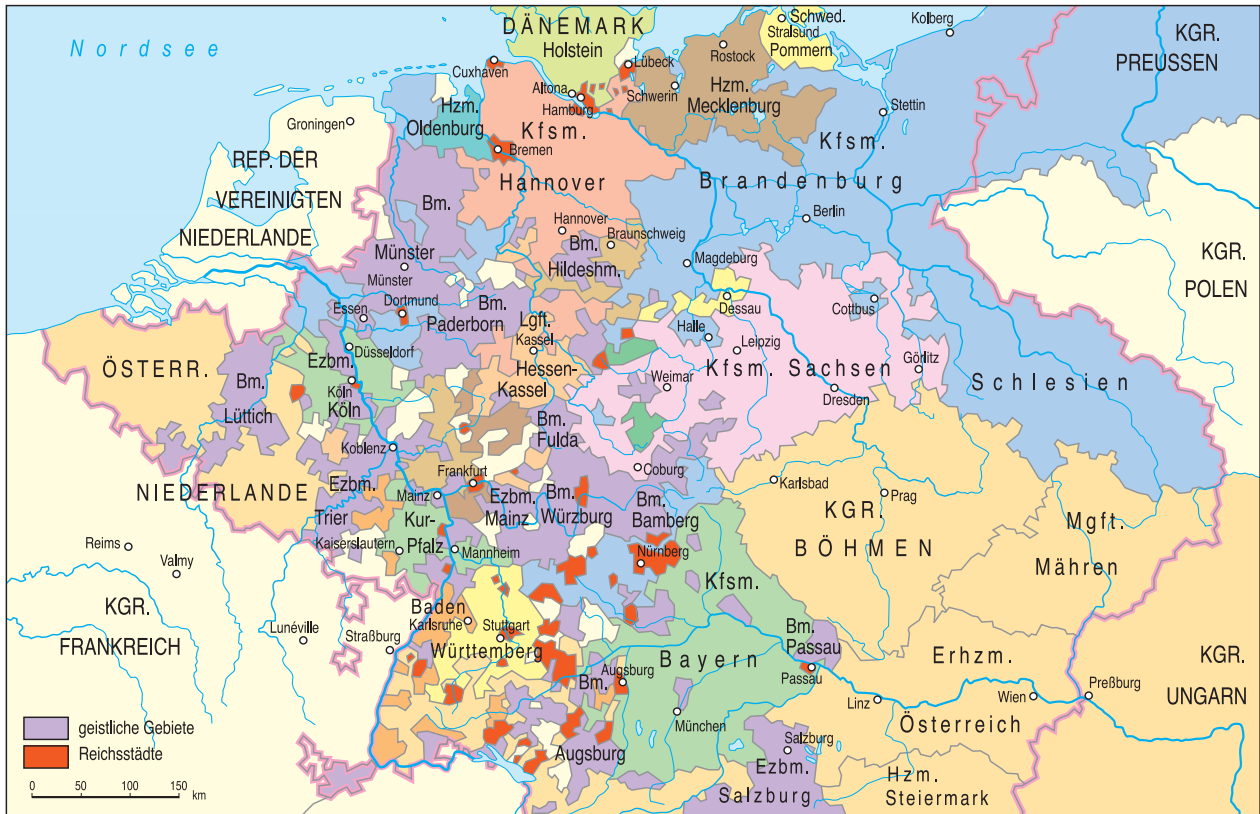 Nordsee
DÄNEMARK
Holstein
Schwed.
Stralsund
Pommern
Kolberg
KGR.
PREUSSEN
Cuxhaven
Lübeck
Rostock
Altona
Hamburg
Schwerin
Hzm.
Mecklenburg
Stettin
Groningen
Hzm.
Oldenburg
Kfsm.
Bremen
Hannover
Kfsm.
Brandenburg
REP. DER
VEREINIGTEN
NIEDERLANDE
Bm.
Münster
Münster
Hannover
Braunschweig
Bm.
Hildeshm.
Berlin
Magdeburg
KGR.
POLEN
Essen
Dortmund
Bm.
Paderborn
Dessau
Cottbus
Halle
Leipzig
Görlitz
ÖSTERR.
Bm.
Lüttich
Düsseldorf
Ezbm.
Köln
Köln
Lgft.
Kassel
Hessen-
Kassel
Weimar
Kfsm. Sachsen
Dresden
Schlesien
Bm.
Fulda
Koblenz
NIEDERLANDE
Ezbm.
Trier
Frankfurt
Mainz
Ezbm.
Mainz
Bm.
Würzburg
Coburg
Bm.
Bamberg
Karlsbad
Prag
KGR.
BÖHMEN
Mgft.
Mähren
Reims
Valmy
Kaiserslautern
Kur-
Pfalz
Mannheim
Nürnberg
Kfsm.
Bayern
KGR.
FRANKREICH
Lunéville
Straßburg
Baden
Karlsruhe
Stuttgart
Württemberg
Bm.
Augsburg
Augsburg
München
Bm.
Passau
Passau
Erhzm.
Österreich
Linz
Wien
Preßburg
KGR.
UNGARN
Salzburg
Ezbm.
Salzburg
Hzm.
Steiermark
geistliche Gebiete
Reichsstädte
0 50 100 150
km